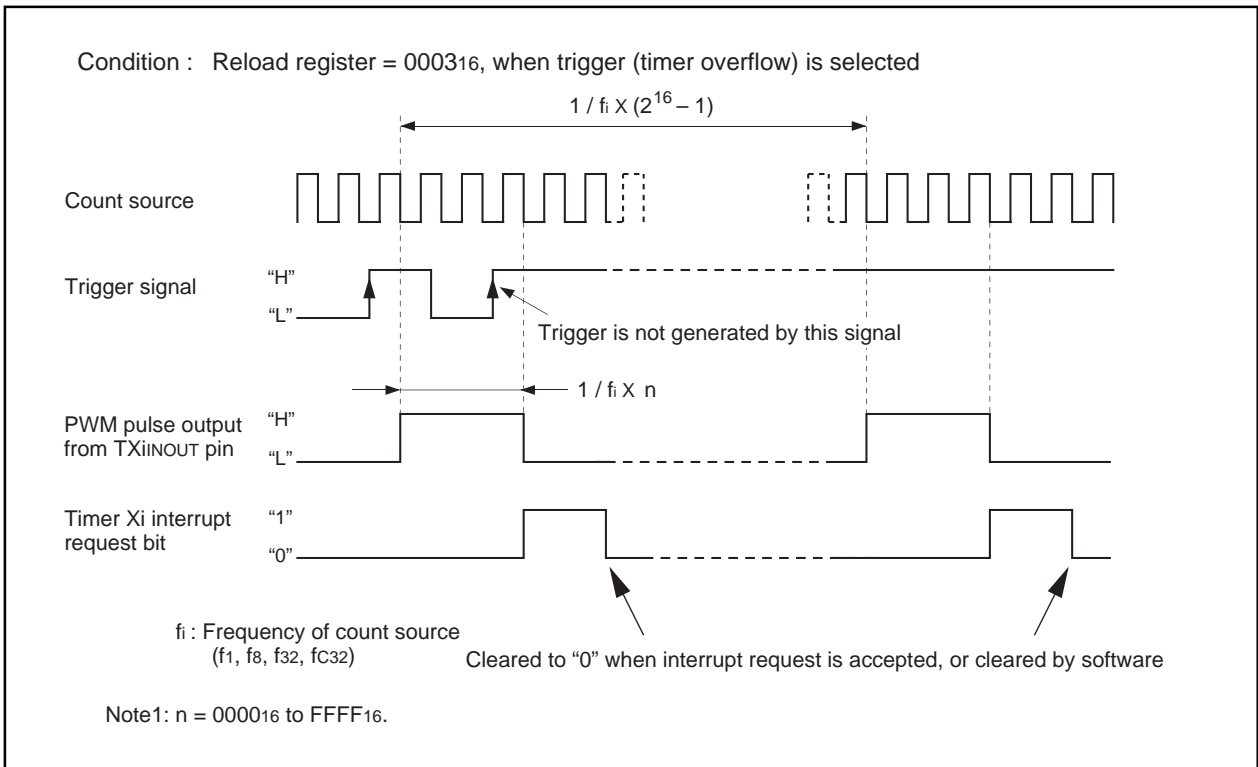 Condition : Reload register = 000316, when trigger (timer overflow) is selected
1 / fi X (2^16 – 1)
Count source
Trigger signal
“H”
“L”
Trigger is not generated by this signal
1 / fi X n
PWM pulse output
from TXiINOUT pin
“H”
“L”
Timer Xi interrupt
request bit
“1”
“0”
fi : Frequency of count source
(f1, f8, f32, fC32)
Cleared to “0” when interrupt request is accepted, or cleared by software
Note1: n = 000016 to FFFF16.